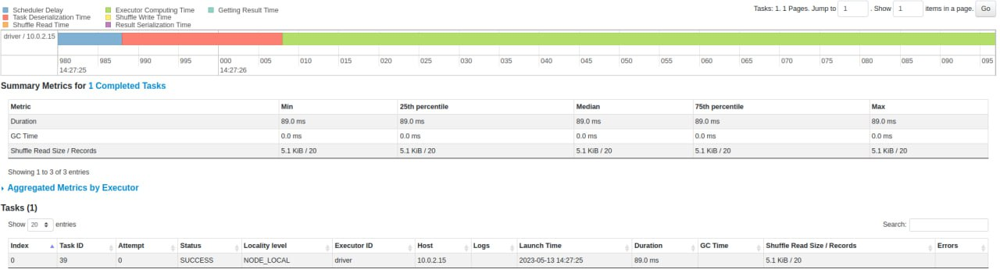 Scheduler Delay Executor Computing Time Getting Result Time Tasks: 1. 1 Pages. Jump to 1 . Show 1 items in a page. Go
Task Deserialization Time Shuffle Write Time
Shuffle Read Time Result Serialization Time
driver / 10.0.2.15
980 985 990 995 000 005 010 015 020 025 030 035 040 045 050 055 060 065 070 075 080 085 090 095
14:27:25 14:27:26
Summary Metrics for 1 Completed Tasks
Metric Min 25th percentile Median 75th percentile Max
Duration 89.0 ms 89.0 ms 89.0 ms 89.0 ms 89.0 ms
GC Time 0.0 ms 0.0 ms 0.0 ms 0.0 ms 0.0 ms
Shuffle Read Size / Records 5.1 KiB / 20 5.1 KiB / 20 5.1 KiB / 20 5.1 KiB / 20 5.1 KiB / 20
Showing 1 to 3 of 3 entries
Aggregated Metrics by Executor
Tasks (1)
Show 20 entries Search:
Index Task ID Attempt Status Locality level Executor ID Host Logs Launch Time Duration GC Time Shuffle Read Size / Records Errors
0 39 0 SUCCESS NODE_LOCAL driver 10.0.2.15 2023-05-13 14:27:25 89.0 ms 5.1 KiB / 20